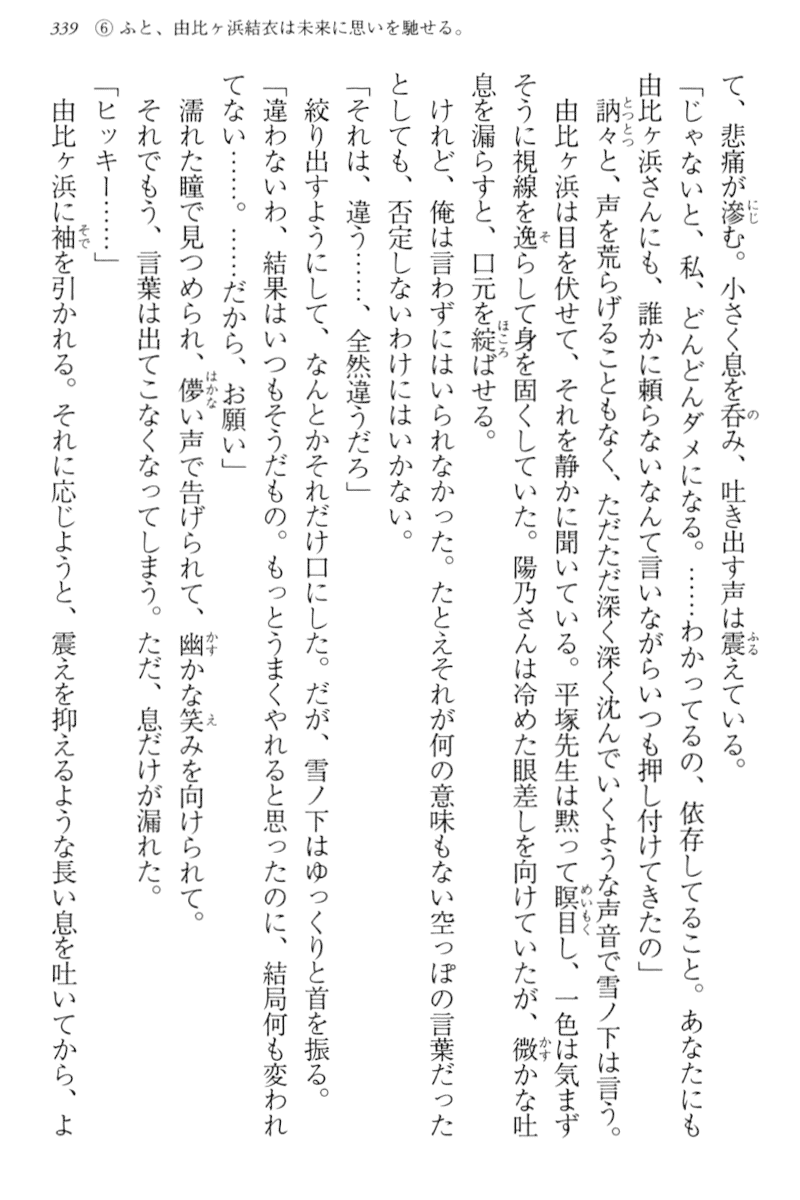 339 ⑥ ふと、由比ヶ浜結衣は未来に思いを馳せる。
て、悲痛が滲む。小さく息を呑み、吐き出す声は震えている。
「じゃないと、私、どんどんダメになる。……わかってるの、依存してること。あなたにも
由比ヶ浜さんにも、誰かに頼らないなんて言いながらいつも押し付けてきたの」
訥々と、声を荒らげることもなく、ただただ深く深く沈んでいくような声音で雪ノ下は言う。
由比ヶ浜は目を伏せて、それを静かに聞いている。平塚先生は黙って瞑目し、一色は気まず
そうに視線を逸らして身を固くしていた。陽乃さんは冷めた眼差しを向けていたが、微かな吐
息を漏らすと、口元を綻ばせる。
けれど、俺は言わずにはいられなかった。たとえそれが何の意味もない空っぽの言葉だった
としても、否定しないわけにはいかない。
「それは、違う……、全然違うだろ」
絞り出すようにして、なんとかそれだけ口にした。だが、雪ノ下はゆっくりと首を振る。
「違わないわ、結果はいつもそうだもの。もっとうまくやれると思ったのに、結局何も変われ
てない……。……だから、お願い」
濡れた瞳で見つめられ、儚い声で告げられて、幽かな笑みを向けられて。
それでもう、言葉は出てこなくなってしまう。ただ、息だけが漏れた。
「ヒッキー……」
由比ヶ浜に袖を引かれる。それに応じようと、震えを抑えるような長い息を吐いてから、よ